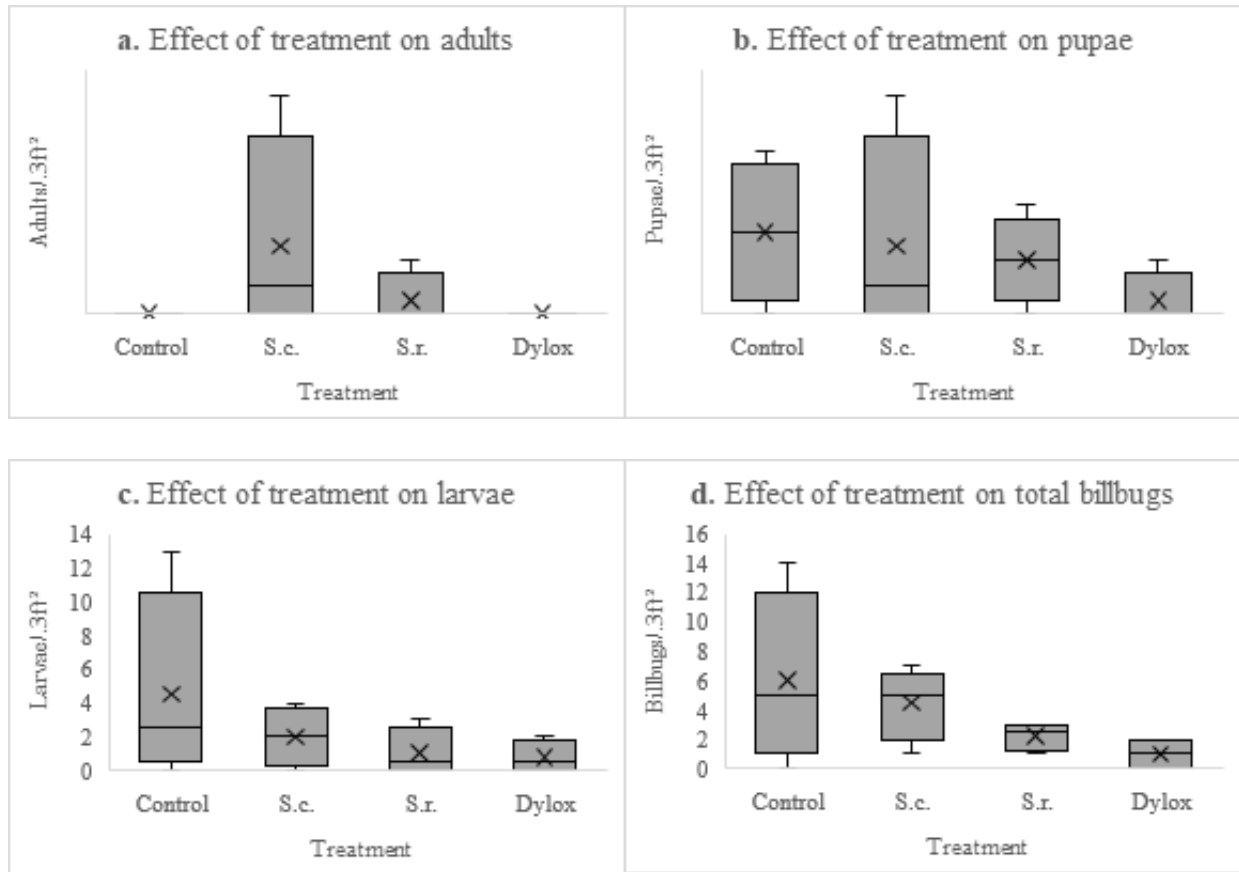 a. Effect of treatment on adults
Adults/.3ft²
Control S.c. S.r. Dylox
Treatment
b. Effect of treatment on pupae
Pupae/.3ft²
Control S.c. S.r. Dylox
Treatment
c. Effect of treatment on larvae
14
12
10
8
6
4
2
0
Larvae/.3ft²
Control S.c. S.r. Dylox
Treatment
d. Effect of treatment on total billbugs
16
14
12
10
8
6
4
2
0
Billbugs/.3ft²
Control S.c. S.r. Dylox
Treatment